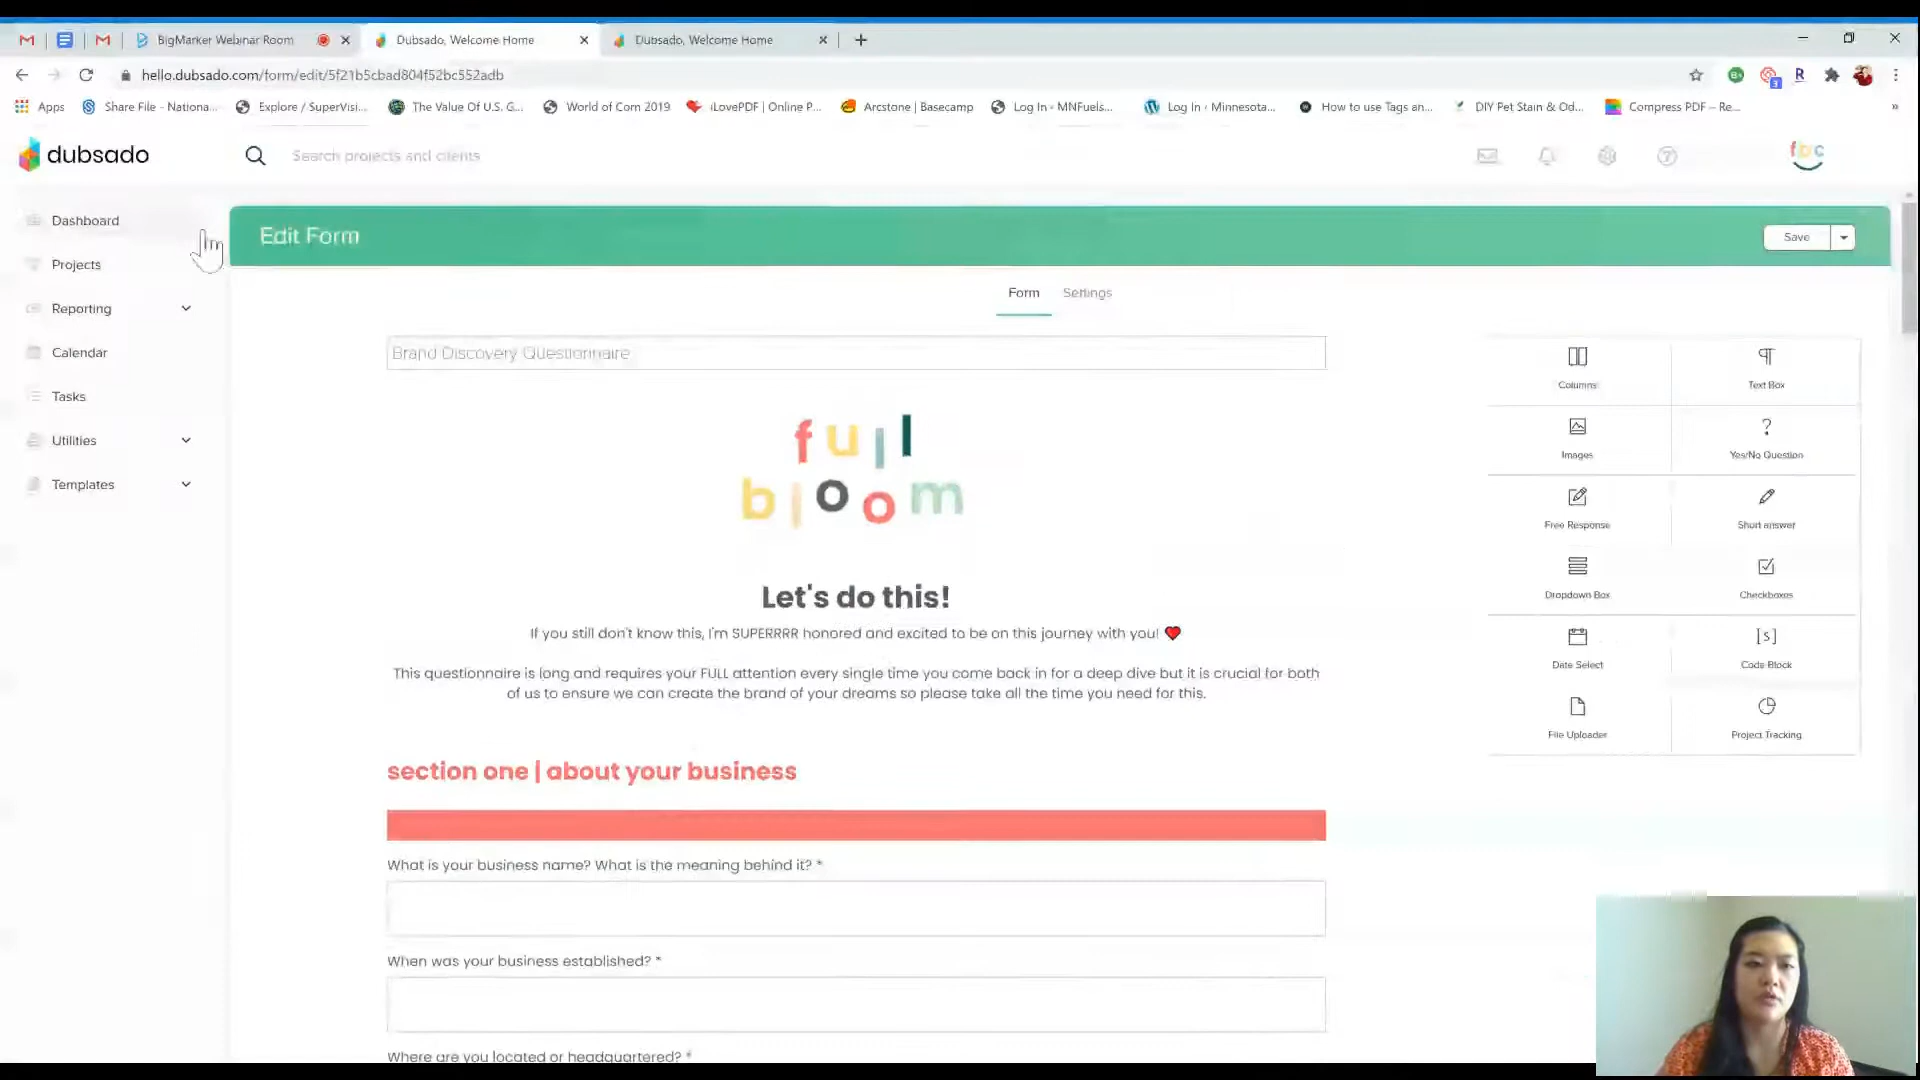 BigMarker Webinar Room
Dubsado, Welcome Home
Dubsado, Welcome Home
hello.dubsado.com/form/edit/5f21b5cbad804f52bc552adb
Apps
Share File - Nationa...
Explore / SuperVisi...
The Value Of U.S. G...
World of Corn 2019
iLovePDF | Online P...
Arcstone | Basecamp
Log In ‹ MNFuels...
Log In ‹ Minnesota...
How to use Tags an...
DIY Pet Stain & Od...
Compress PDF – Re...
dubsado
Search projects and clients
fbc
Dashboard
Projects
Reporting
Calendar
Tasks
Utilities
Templates
Edit Form
Save
Form
Settings
Brand Discovery Questionnaire
full
bloom
Let's do this!
If you still don't know this, I'm SUPERRRR honored and excited to be on this journey with you! ❤️
This questionnaire is long and requires your FULL attention every single time you come back in for a deep dive but it is crucial for both
of us to ensure we can create the brand of your dreams so please take all the time you need for this.
section one | about your business
What is your business name? What is the meaning behind it? *
When was your business established? *
Where are you located or headquartered? *
Columns
Text Box
Images
Yes/No Question
Free Response
Short answer
Dropdown Box
Checkboxes
Date Select
Code Block
File Uploader
Project Tracking